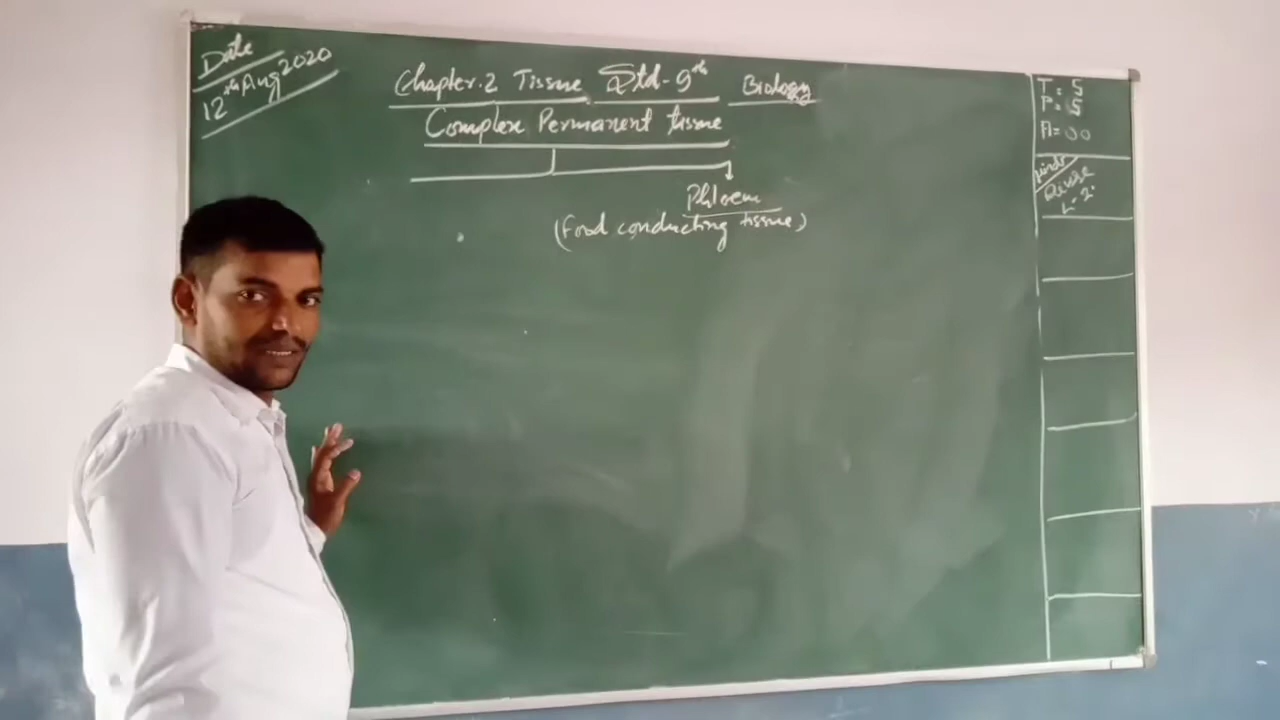 Date
12th Aug 2020
Chapter.2 Tissue Std-9th Biology
Complex Permanent tissue
Phloem
(Food conducting tissue)
T= 5
P= 5
A= 00